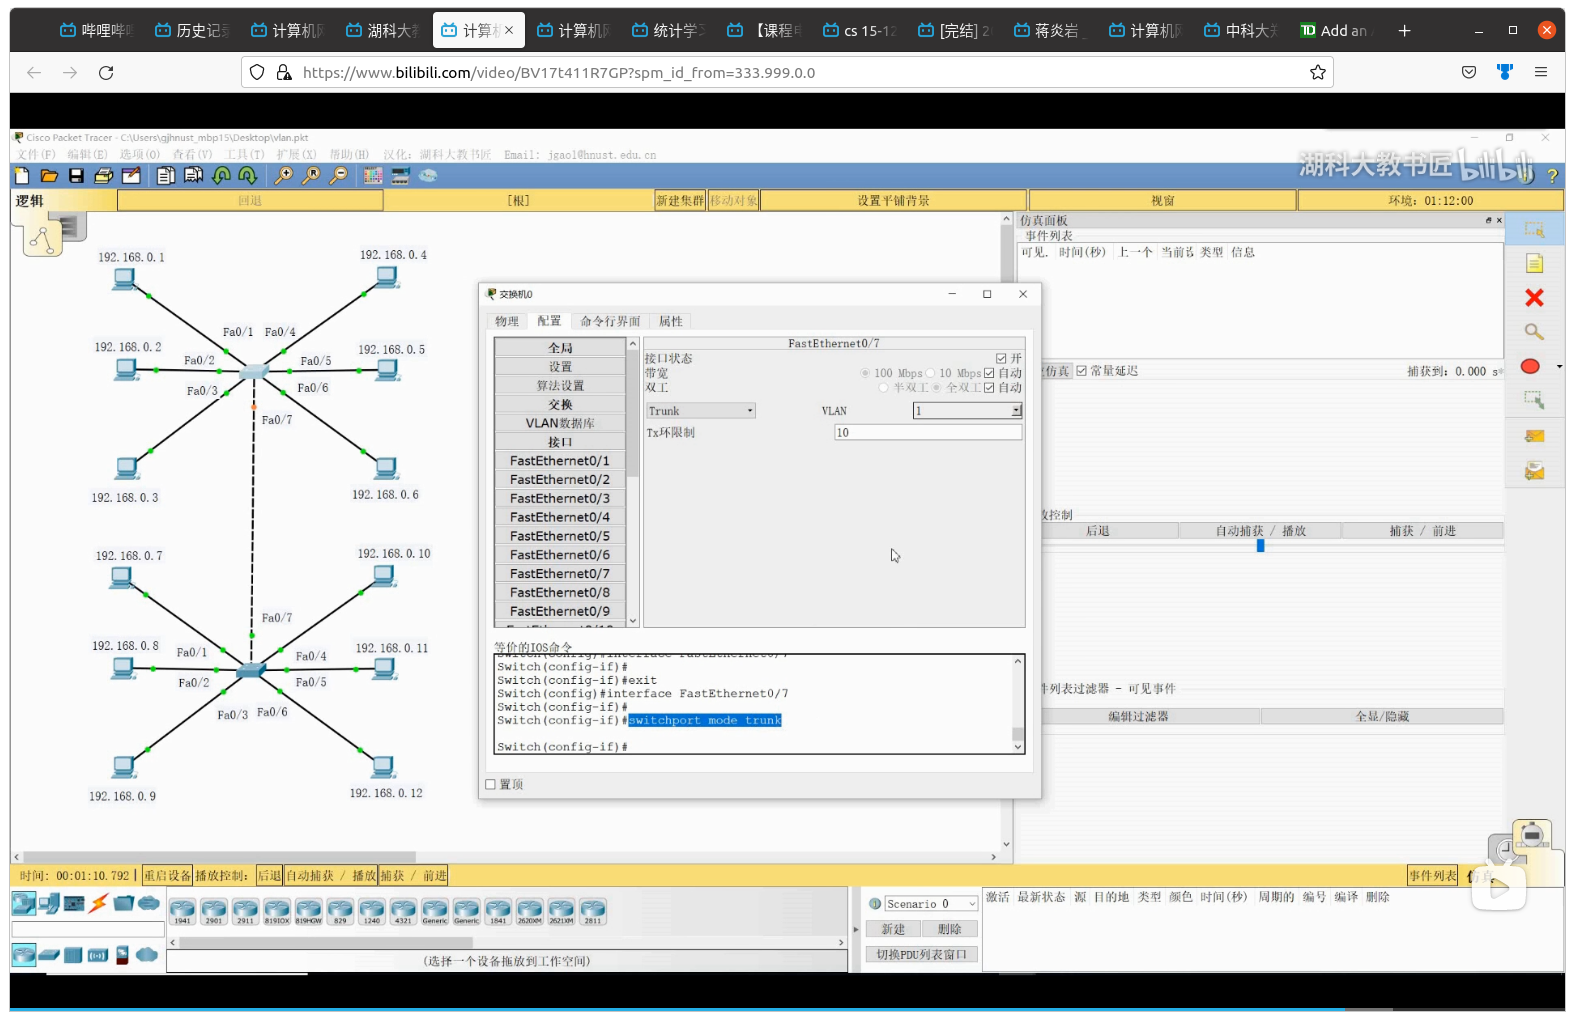 哔哩哔哩
历史记录
计算机网
湖科大教
计算机
计算机网
统计学习
【课程
cs 15-12
[完结] 2
蒋炎岩
计算机网
中科大
Add an
https://www.bilibili.com/video/BV17t411R7GP?spm_id_from=333.999.0.0
Cisco Packet Tracer - C:\Users\gjhnust_mbp15\Desktop\vlan.pkt
文件(F) 编辑(E) 选项(O) 查看(V) 工具(T) 扩展(X) 帮助(H) 汉化: 湖科大教书匠 Email: jgaol@hnust.edu.cn
湖科大教书匠 bilibili
逻辑 回退 [根] 新建集群 移动对象 设置平铺背景 视窗 环境: 01:12:00
192.168.0.1
192.168.0.4
Fa0/1 Fa0/4
192.168.0.2
192.168.0.5
Fa0/2
Fa0/5
Fa0/3
Fa0/6
Fa0/7
192.168.0.3
192.168.0.6
192.168.0.7
192.168.0.10
Fa0/7
192.168.0.8
192.168.0.11
Fa0/1
Fa0/4
Fa0/2
Fa0/5
Fa0/3 Fa0/6
192.168.0.9
192.168.0.12
交换机0
物理 配置 命令行界面 属性
全局
设置
算法设置
交换
VLAN数据库
接口
FastEthernet0/1
FastEthernet0/2
FastEthernet0/3
FastEthernet0/4
FastEthernet0/5
FastEthernet0/6
FastEthernet0/7
FastEthernet0/8
FastEthernet0/9
FastEthernet0/7
接口状态 开
带宽 100 Mbps 10 Mbps 自动
双工 半双工 全双工 自动
Trunk VLAN 1
Tx环限制 10
等价的IOS命令
Switch(config)#interface FastEthernet0/7
Switch(config-if)#
Switch(config-if)#exit
Switch(config)#interface FastEthernet0/7
Switch(config-if)#
Switch(config-if)#switchport mode trunk
Switch(config-if)#
置顶
仿真面板
事件列表
可见. 时间(秒) 上一个 当前设 类型 信息
仿真 常量延迟 捕获到: 0.000 s*
控制
后退 自动捕获 / 播放 捕获 / 前进
件列表过滤器 - 可见事件
编辑过滤器 全显/隐藏
时间: 00:01:10.792 重启设备 播放控制: 后退 自动捕获 / 播放 捕获 / 前进 事件列表 仿真
1941 2901 2911 819IOX 819HGW 829 1240 4321 Generic Generic 1841 2620XM 2621XM 2811
(选择一个设备拖放到工作空间)
Scenario 0
新建 删除
切换PDU列表窗口
激活 最新状态 源 目的地 类型 颜色 时间(秒) 周期的 编号 编译 删除